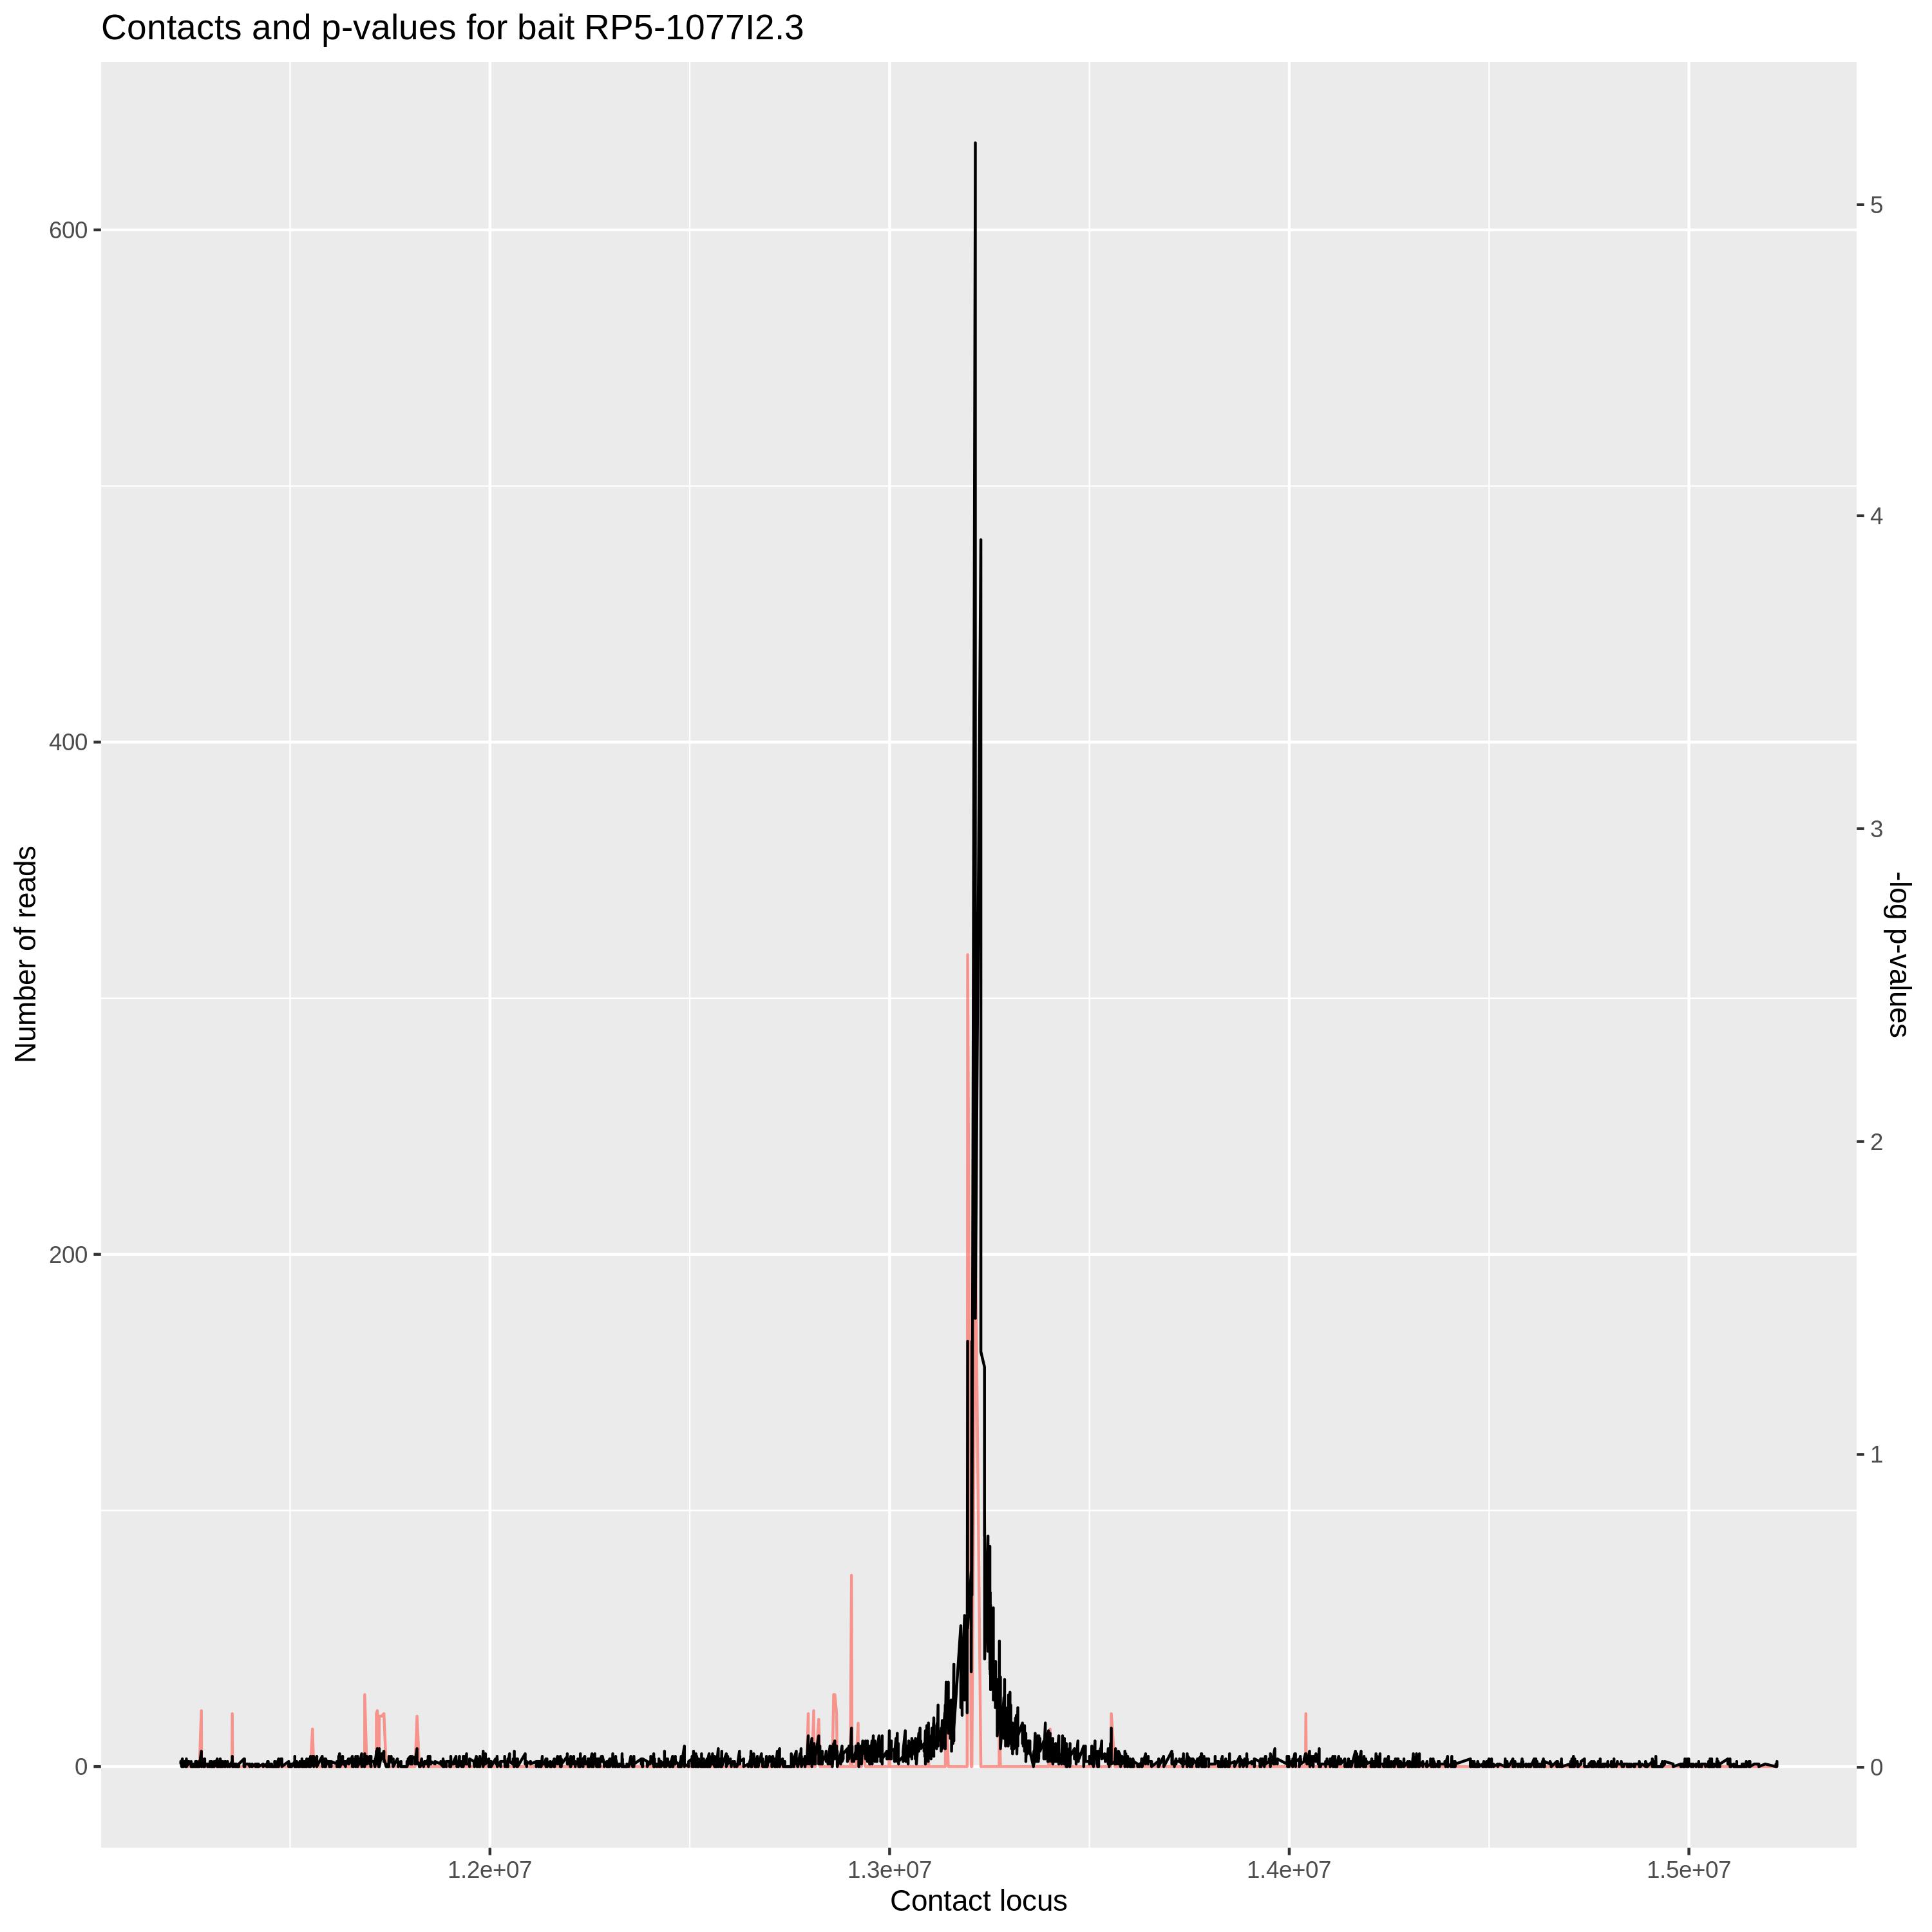 Contacts and p-values for bait RP5-1077I2.3
600
400
200
0
Number of reads
5
4
3
2
1
0
-log p-values
1.2e+07
1.3e+07
1.4e+07
1.5e+07
Contact locus